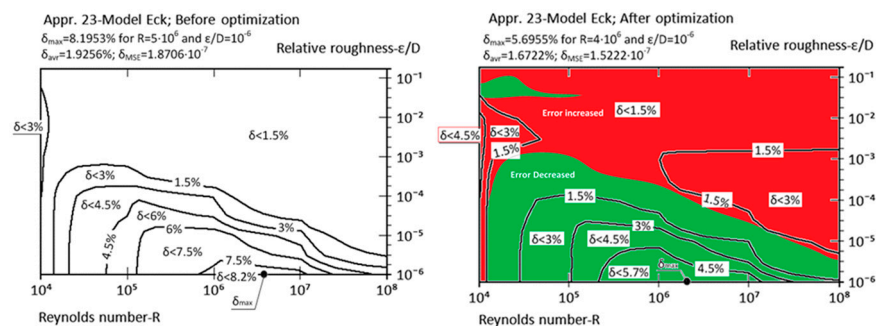 Appr. 23-Model Eck; Before optimization
δmax=8.1953% for R=5·10⁶ and ε/D=10⁻⁶
δavr=1.9256%; δMSE=1.8706·10⁻⁷
Relative roughness-ε/D
10⁻¹
10⁻²
10⁻³
10⁻⁴
10⁻⁵
10⁻⁶
δ<3%
δ<1.5%
δ<3%
1.5%
δ<4.5%
δ<6%
3%
4.5%
6%
δ<7.5%
7.5%
δ<8.2%
10⁴
10⁵
10⁶
10⁷
10⁸
δmax
Reynolds number-R
Appr. 23-Model Eck; After optimization
δmax=5.6955% for R=4·10⁶ and ε/D=10⁻⁶
δavr=1.6722%; δMSE=1.5222·10⁻⁷
Relative roughness-ε/D
10⁻¹
10⁻²
10⁻³
10⁻⁴
10⁻⁵
10⁻⁶
Error increased
δ<1.5%
δ<4.5%
δ<3%
1.5%
1.5%
Error Decreased
1.5%
1.5%
δ<3%
3%
δ<3%
δ<4.5%
δmax
4.5%
δ<5.7%
10⁴
10⁵
10⁶
10⁷
10⁸
Reynolds number-R